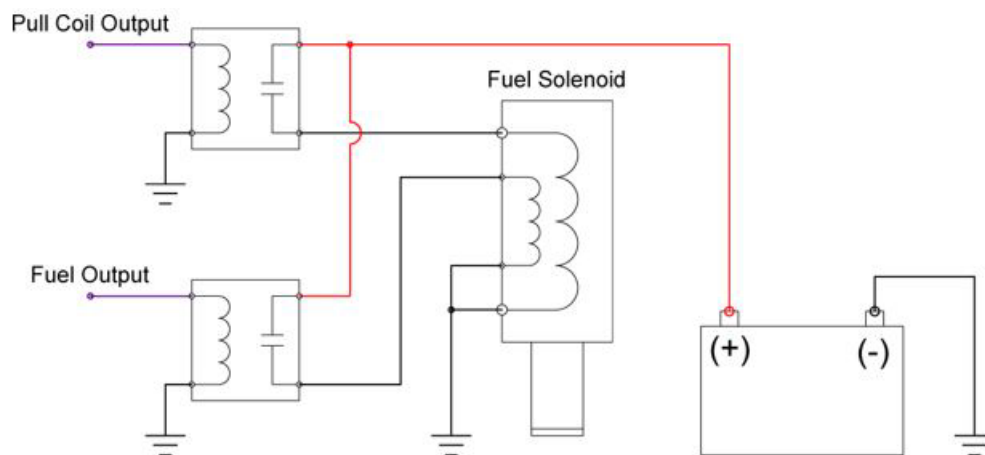 Pull Coil Output
Fuel Solenoid
Fuel Output
(+)
(-)